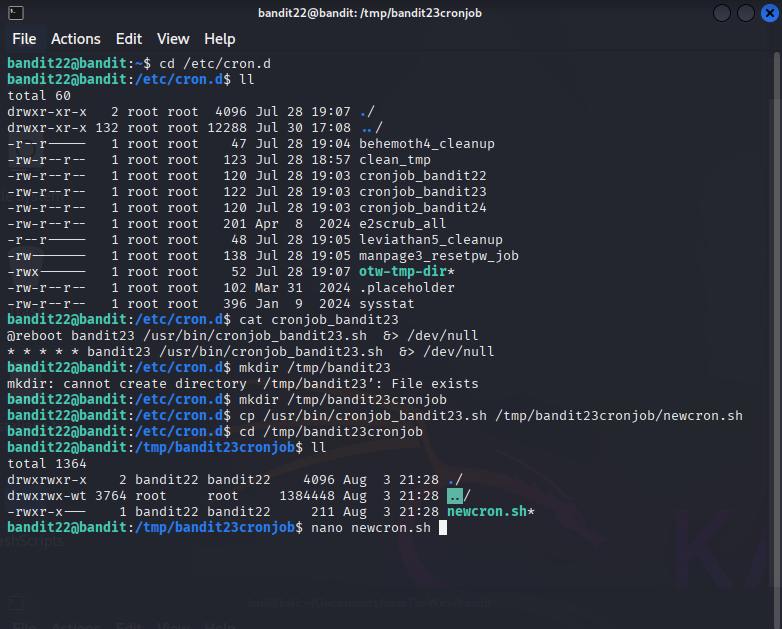 bandit22@bandit: /tmp/bandit23cronjob
File Actions Edit View Help
bandit22@bandit:~$ cd /etc/cron.d
bandit22@bandit:/etc/cron.d$ ll
total 60
drwxr-xr-x   2 root root  4096 Jul 28 19:07 ./
drwxr-xr-x 132 root root 12288 Jul 30 17:08 ../
-r--r-----   1 root root    47 Jul 28 19:04 behemoth4_cleanup
-rw-r--r--   1 root root   123 Jul 28 18:57 clean_tmp
-rw-r--r--   1 root root   120 Jul 28 19:03 cronjob_bandit22
-rw-r--r--   1 root root   122 Jul 28 19:03 cronjob_bandit23
-rw-r--r--   1 root root   120 Jul 28 19:03 cronjob_bandit24
-rw-r--r--   1 root root   201 Apr  8  2024 e2scrub_all
-r--r-----   1 root root    48 Jul 28 19:05 leviathan5_cleanup
-rw-------   1 root root   138 Jul 28 19:05 manpage3_resetpw_job
-rwx------   1 root root    52 Jul 28 19:07 otw-tmp-dir*
-rw-r--r--   1 root root   102 Mar 31  2024 .placeholder
-rw-r--r--   1 root root   396 Jan  9  2024 sysstat
bandit22@bandit:/etc/cron.d$ cat cronjob_bandit23
@reboot bandit23 /usr/bin/cronjob_bandit23.sh  &> /dev/null
* * * * * bandit23 /usr/bin/cronjob_bandit23.sh  &> /dev/null
bandit22@bandit:/etc/cron.d$ mkdir /tmp/bandit23
mkdir: cannot create directory ‘/tmp/bandit23’: File exists
bandit22@bandit:/etc/cron.d$ mkdir /tmp/bandit23cronjob
bandit22@bandit:/etc/cron.d$ cp /usr/bin/cronjob_bandit23.sh /tmp/bandit23cronjob/newcron.sh
bandit22@bandit:/etc/cron.d$ cd /tmp/bandit23cronjob
bandit22@bandit:/tmp/bandit23cronjob$ ll
total 1364
drwxrwxr-x    2 bandit22 bandit22    4096 Aug  3 21:28 ./
drwxrwx-wt 3764 root     root     1384448 Aug  3 21:28 ../
-rwxr-x---    1 bandit22 bandit22     211 Aug  3 21:28 newcron.sh*
bandit22@bandit:/tmp/bandit23cronjob$ nano newcron.sh
File Actions Edit View Help